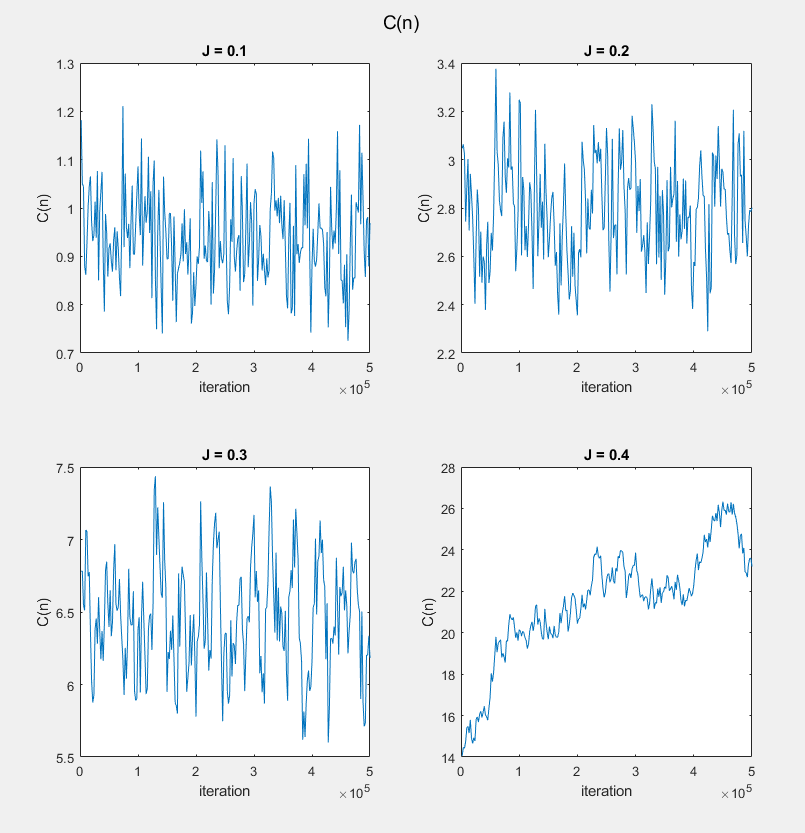 C(n)
J = 0.1
1.3
1.2
1.1
1
0.9
0.8
0.7
C(n)
0 1 2 3 4 5
iteration
×10^5
J = 0.2
3.4
3.2
3
2.8
2.6
2.4
2.2
C(n)
0 1 2 3 4 5
iteration
×10^5
J = 0.3
7.5
7
6.5
6
5.5
C(n)
0 1 2 3 4 5
iteration
×10^5
J = 0.4
28
26
24
22
20
18
16
14
C(n)
0 1 2 3 4 5
iteration
×10^5